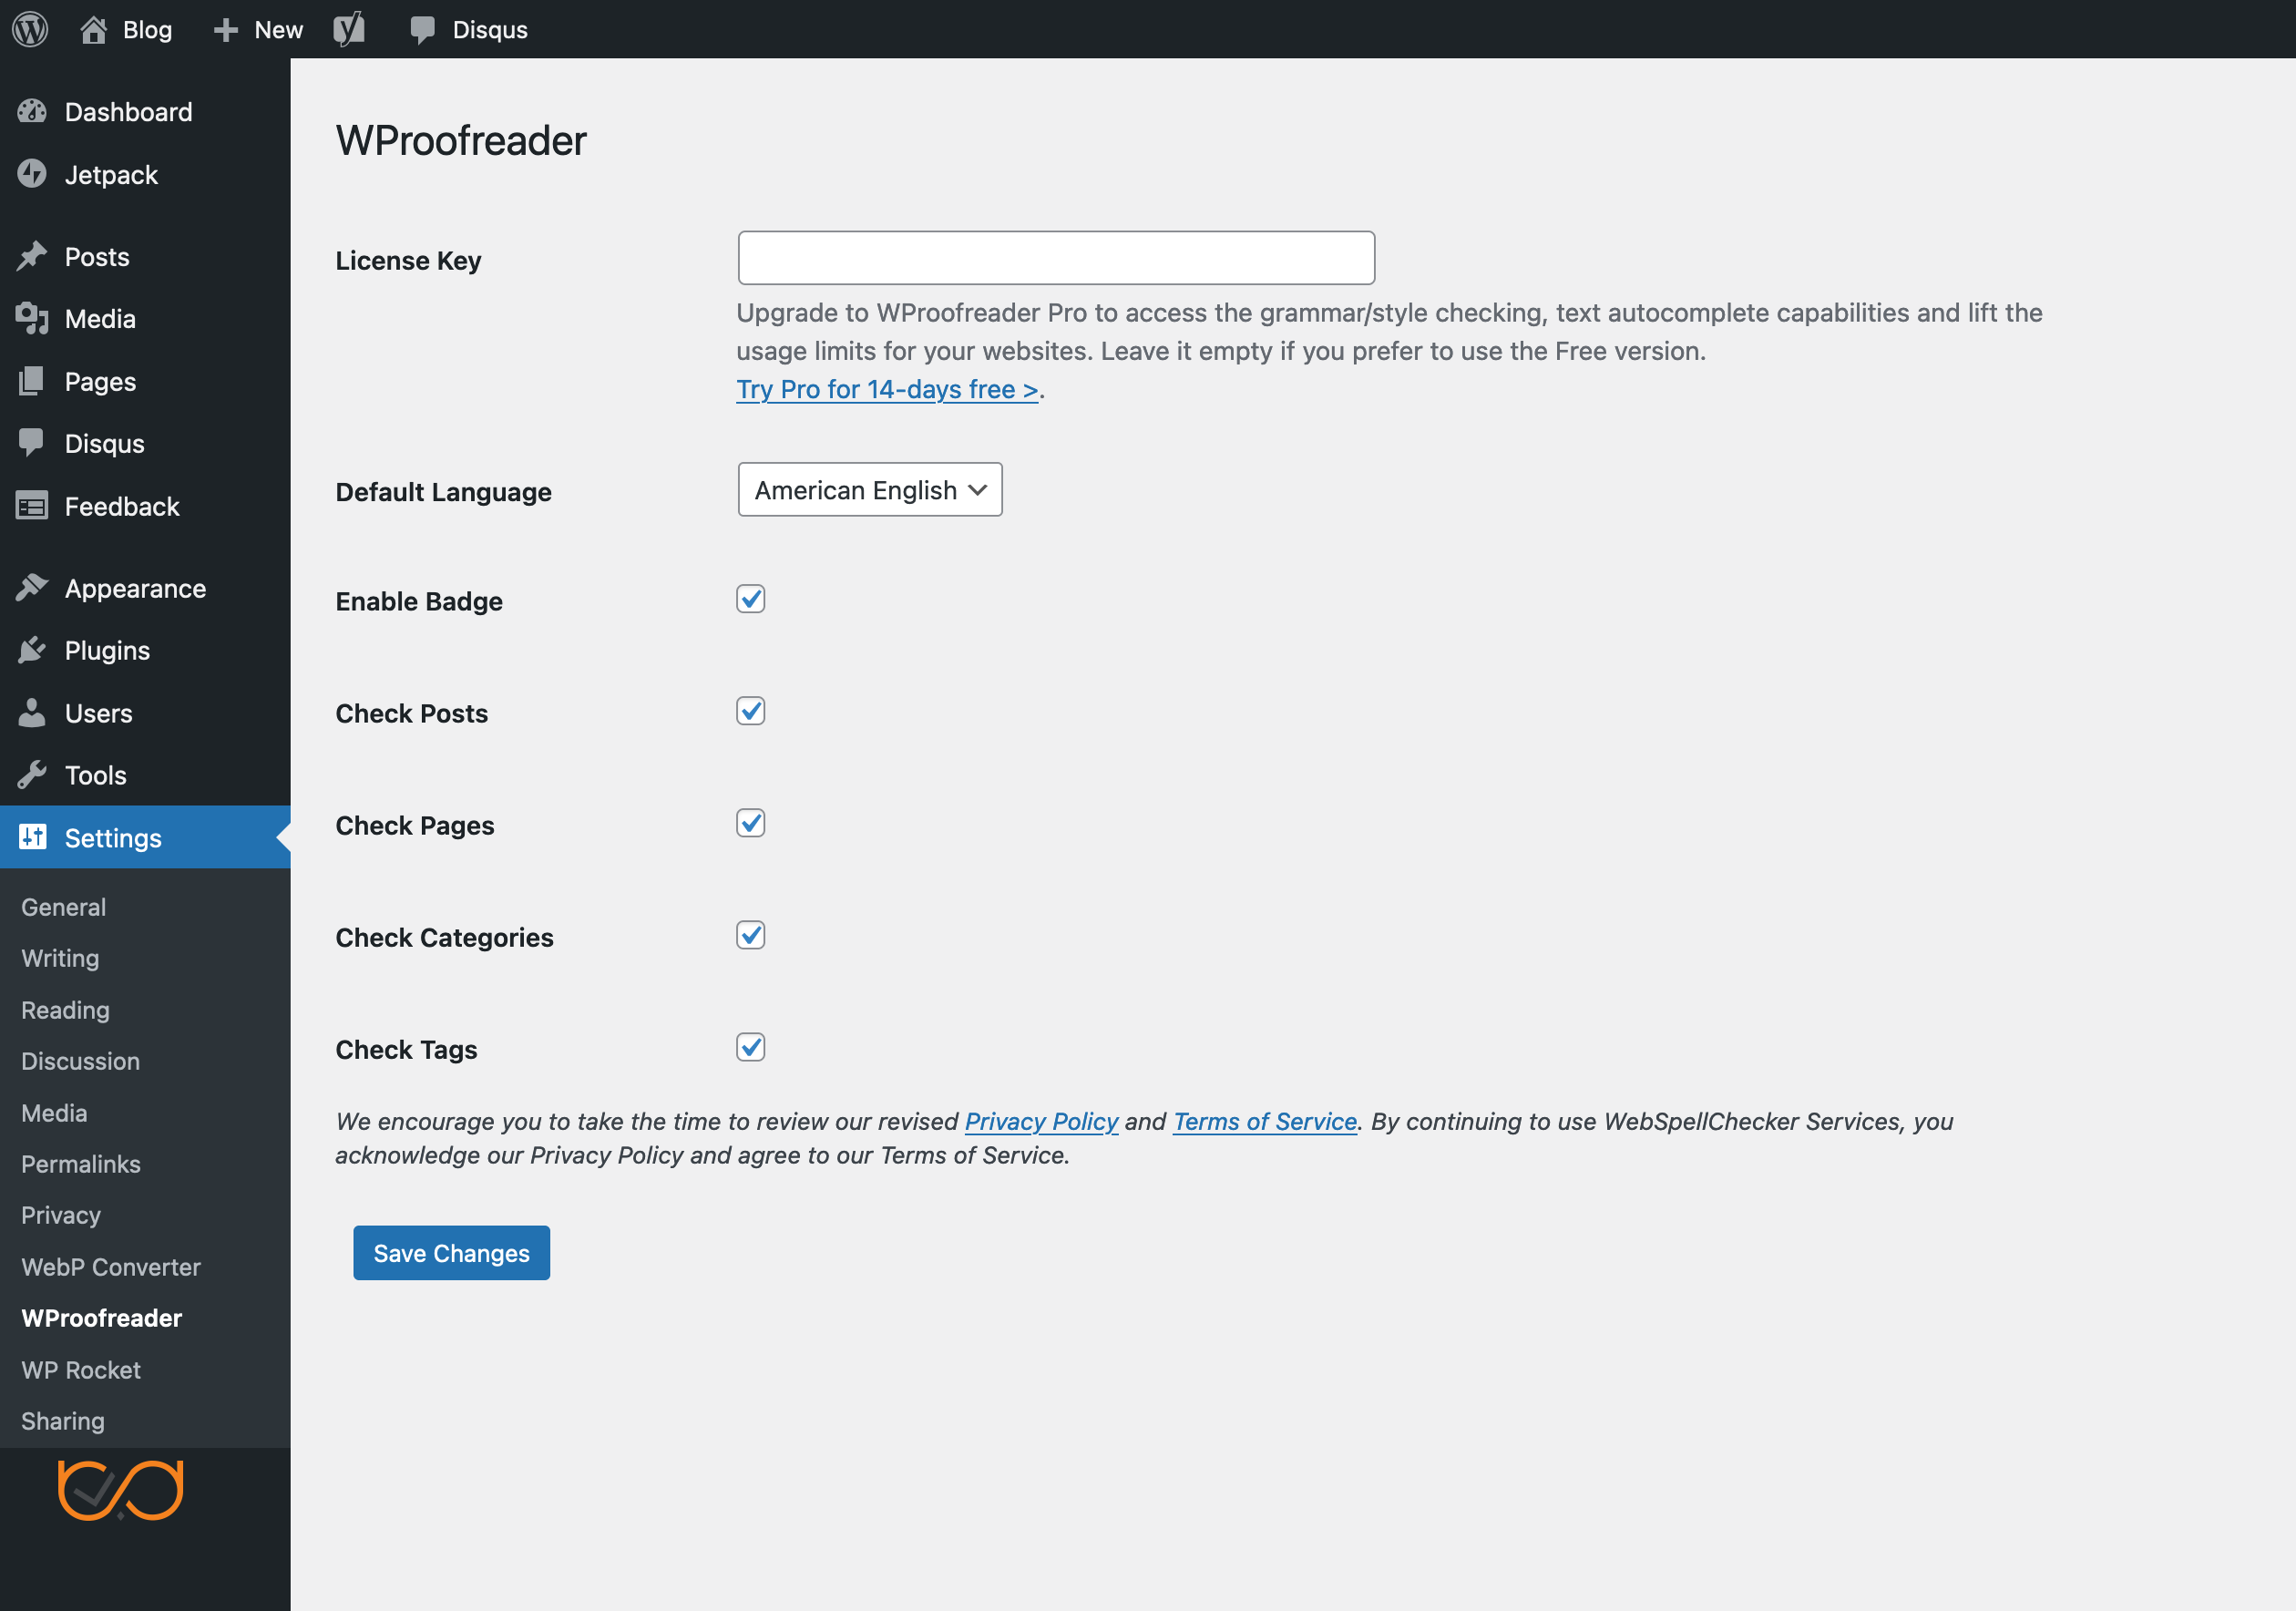 Blog
New
Disqus
Dashboard
Jetpack
Posts
Media
Pages
Disqus
Feedback
Appearance
Plugins
Users
Tools
Settings
General
Writing
Reading
Discussion
Media
Permalinks
Privacy
WebP Converter
WProofreader
WP Rocket
Sharing
WProofreader
License Key
Upgrade to WProofreader Pro to access the grammar/style checking, text autocomplete capabilities and lift the
usage limits for your websites. Leave it empty if you prefer to use the Free version.
Try Pro for 14-days free >.
Default Language
American English
Enable Badge
Check Posts
Check Pages
Check Categories
Check Tags
We encourage you to take the time to review our revised Privacy Policy and Terms of Service. By continuing to use WebSpellChecker Services, you
acknowledge our Privacy Policy and agree to our Terms of Service.
Save Changes